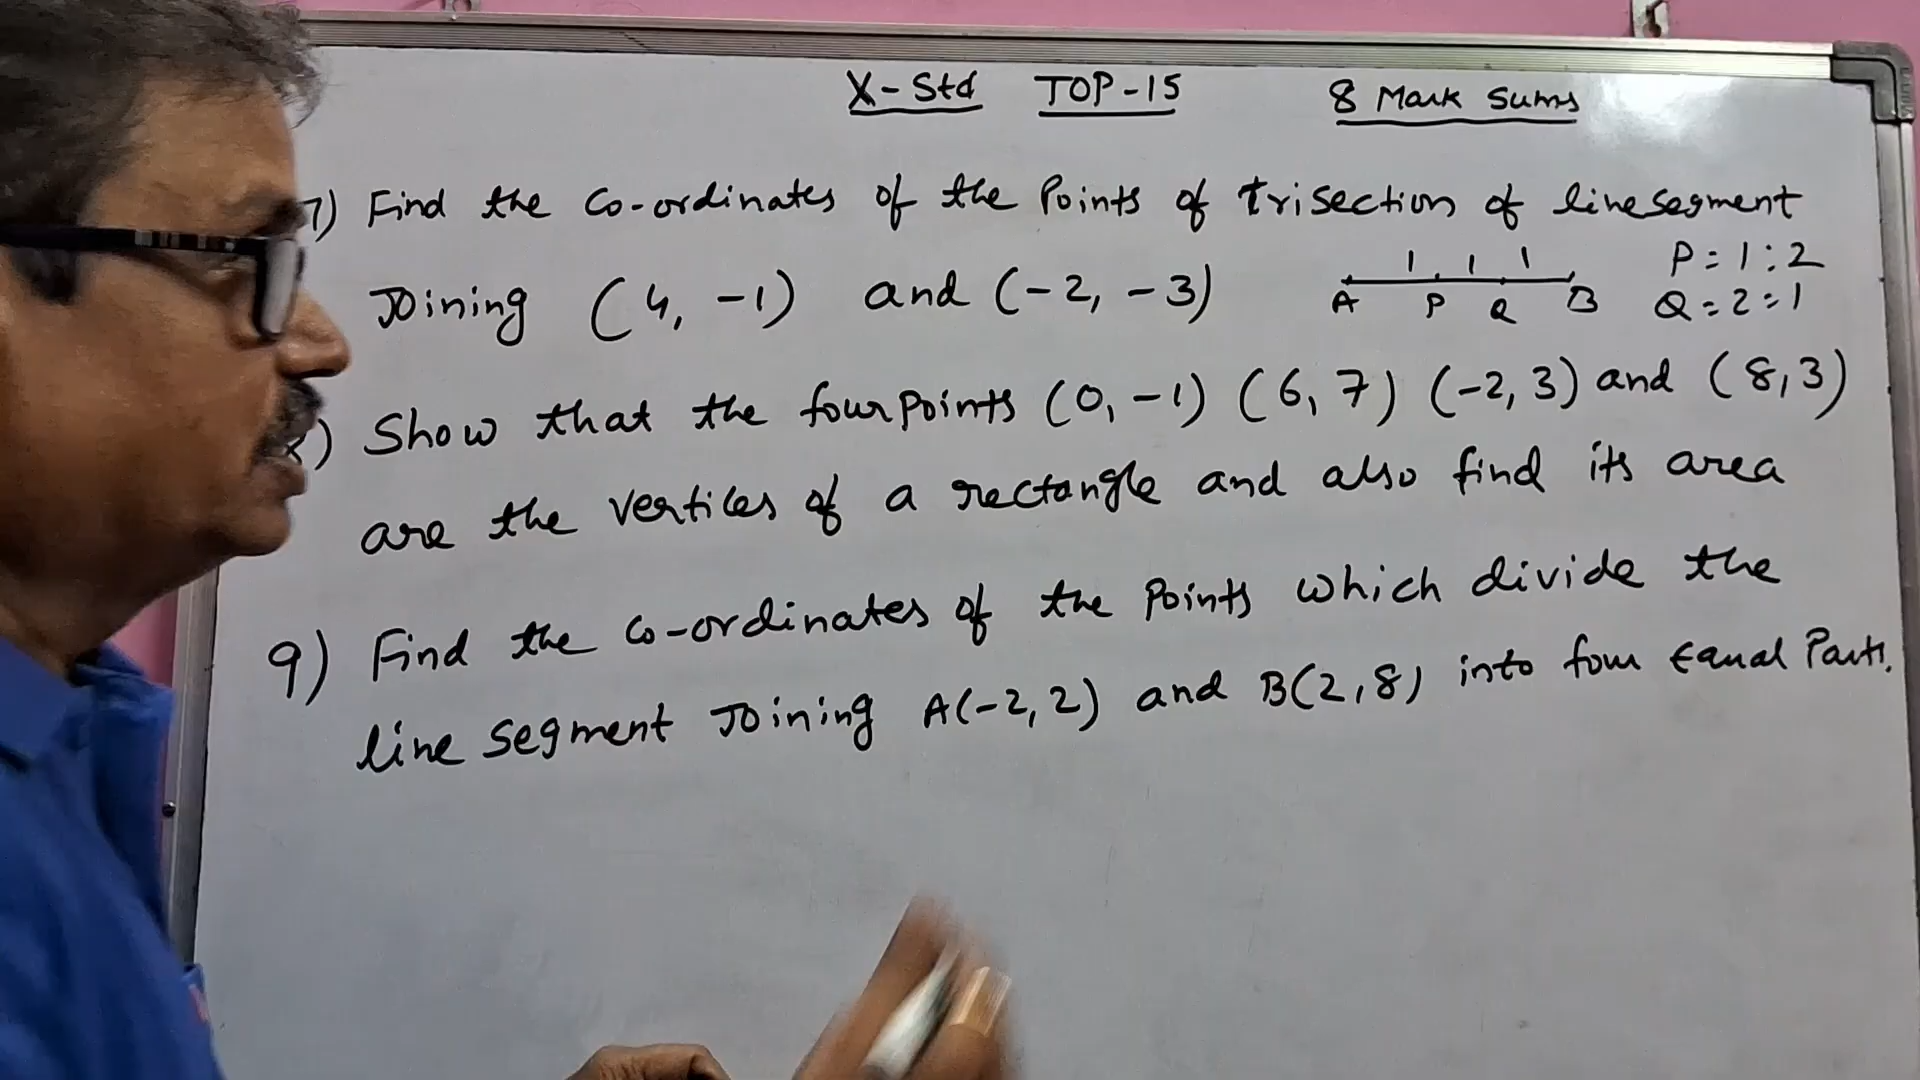 X-Std TOP-15 8 Mark Sums
7) Find the Co-ordinates of the Points of trisection of line segment
Joining (4, -1) and (-2, -3)
1 1 1
A P Q B
P = 1:2
Q = 2:1
8) Show that the four points (0, -1) (6, 7) (-2, 3) and (8, 3)
are the vertices of a rectangle and also find its area
9) Find the Co-ordinates of the Points which divide the
line segment Joining A(-2, 2) and B(2, 8) into four Equal Parts.